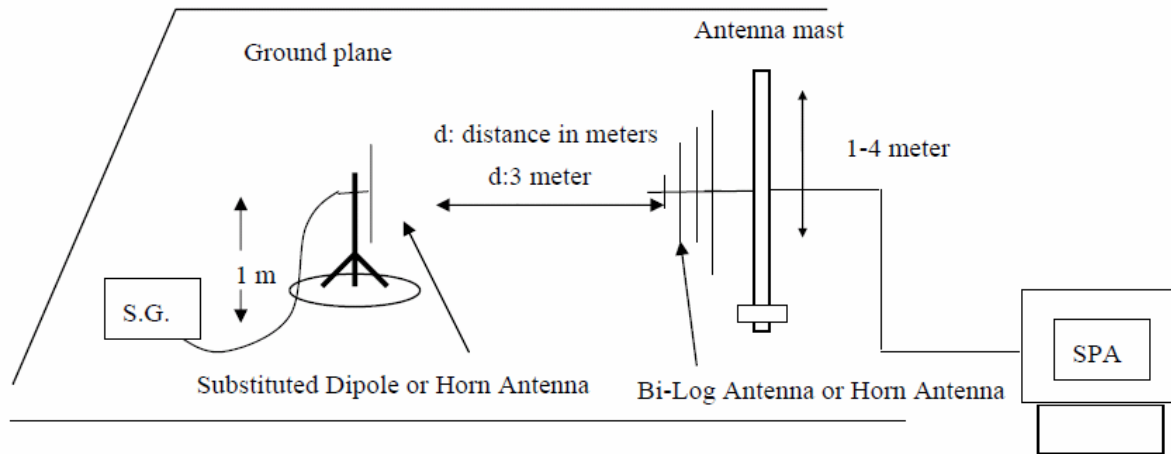 Antenna mast
Ground plane
d: distance in meters
1-4 meter
d:3 meter
1 m
S.G.
SPA
Substituted Dipole or Horn Antenna
Bi-Log Antenna or Horn Antenna